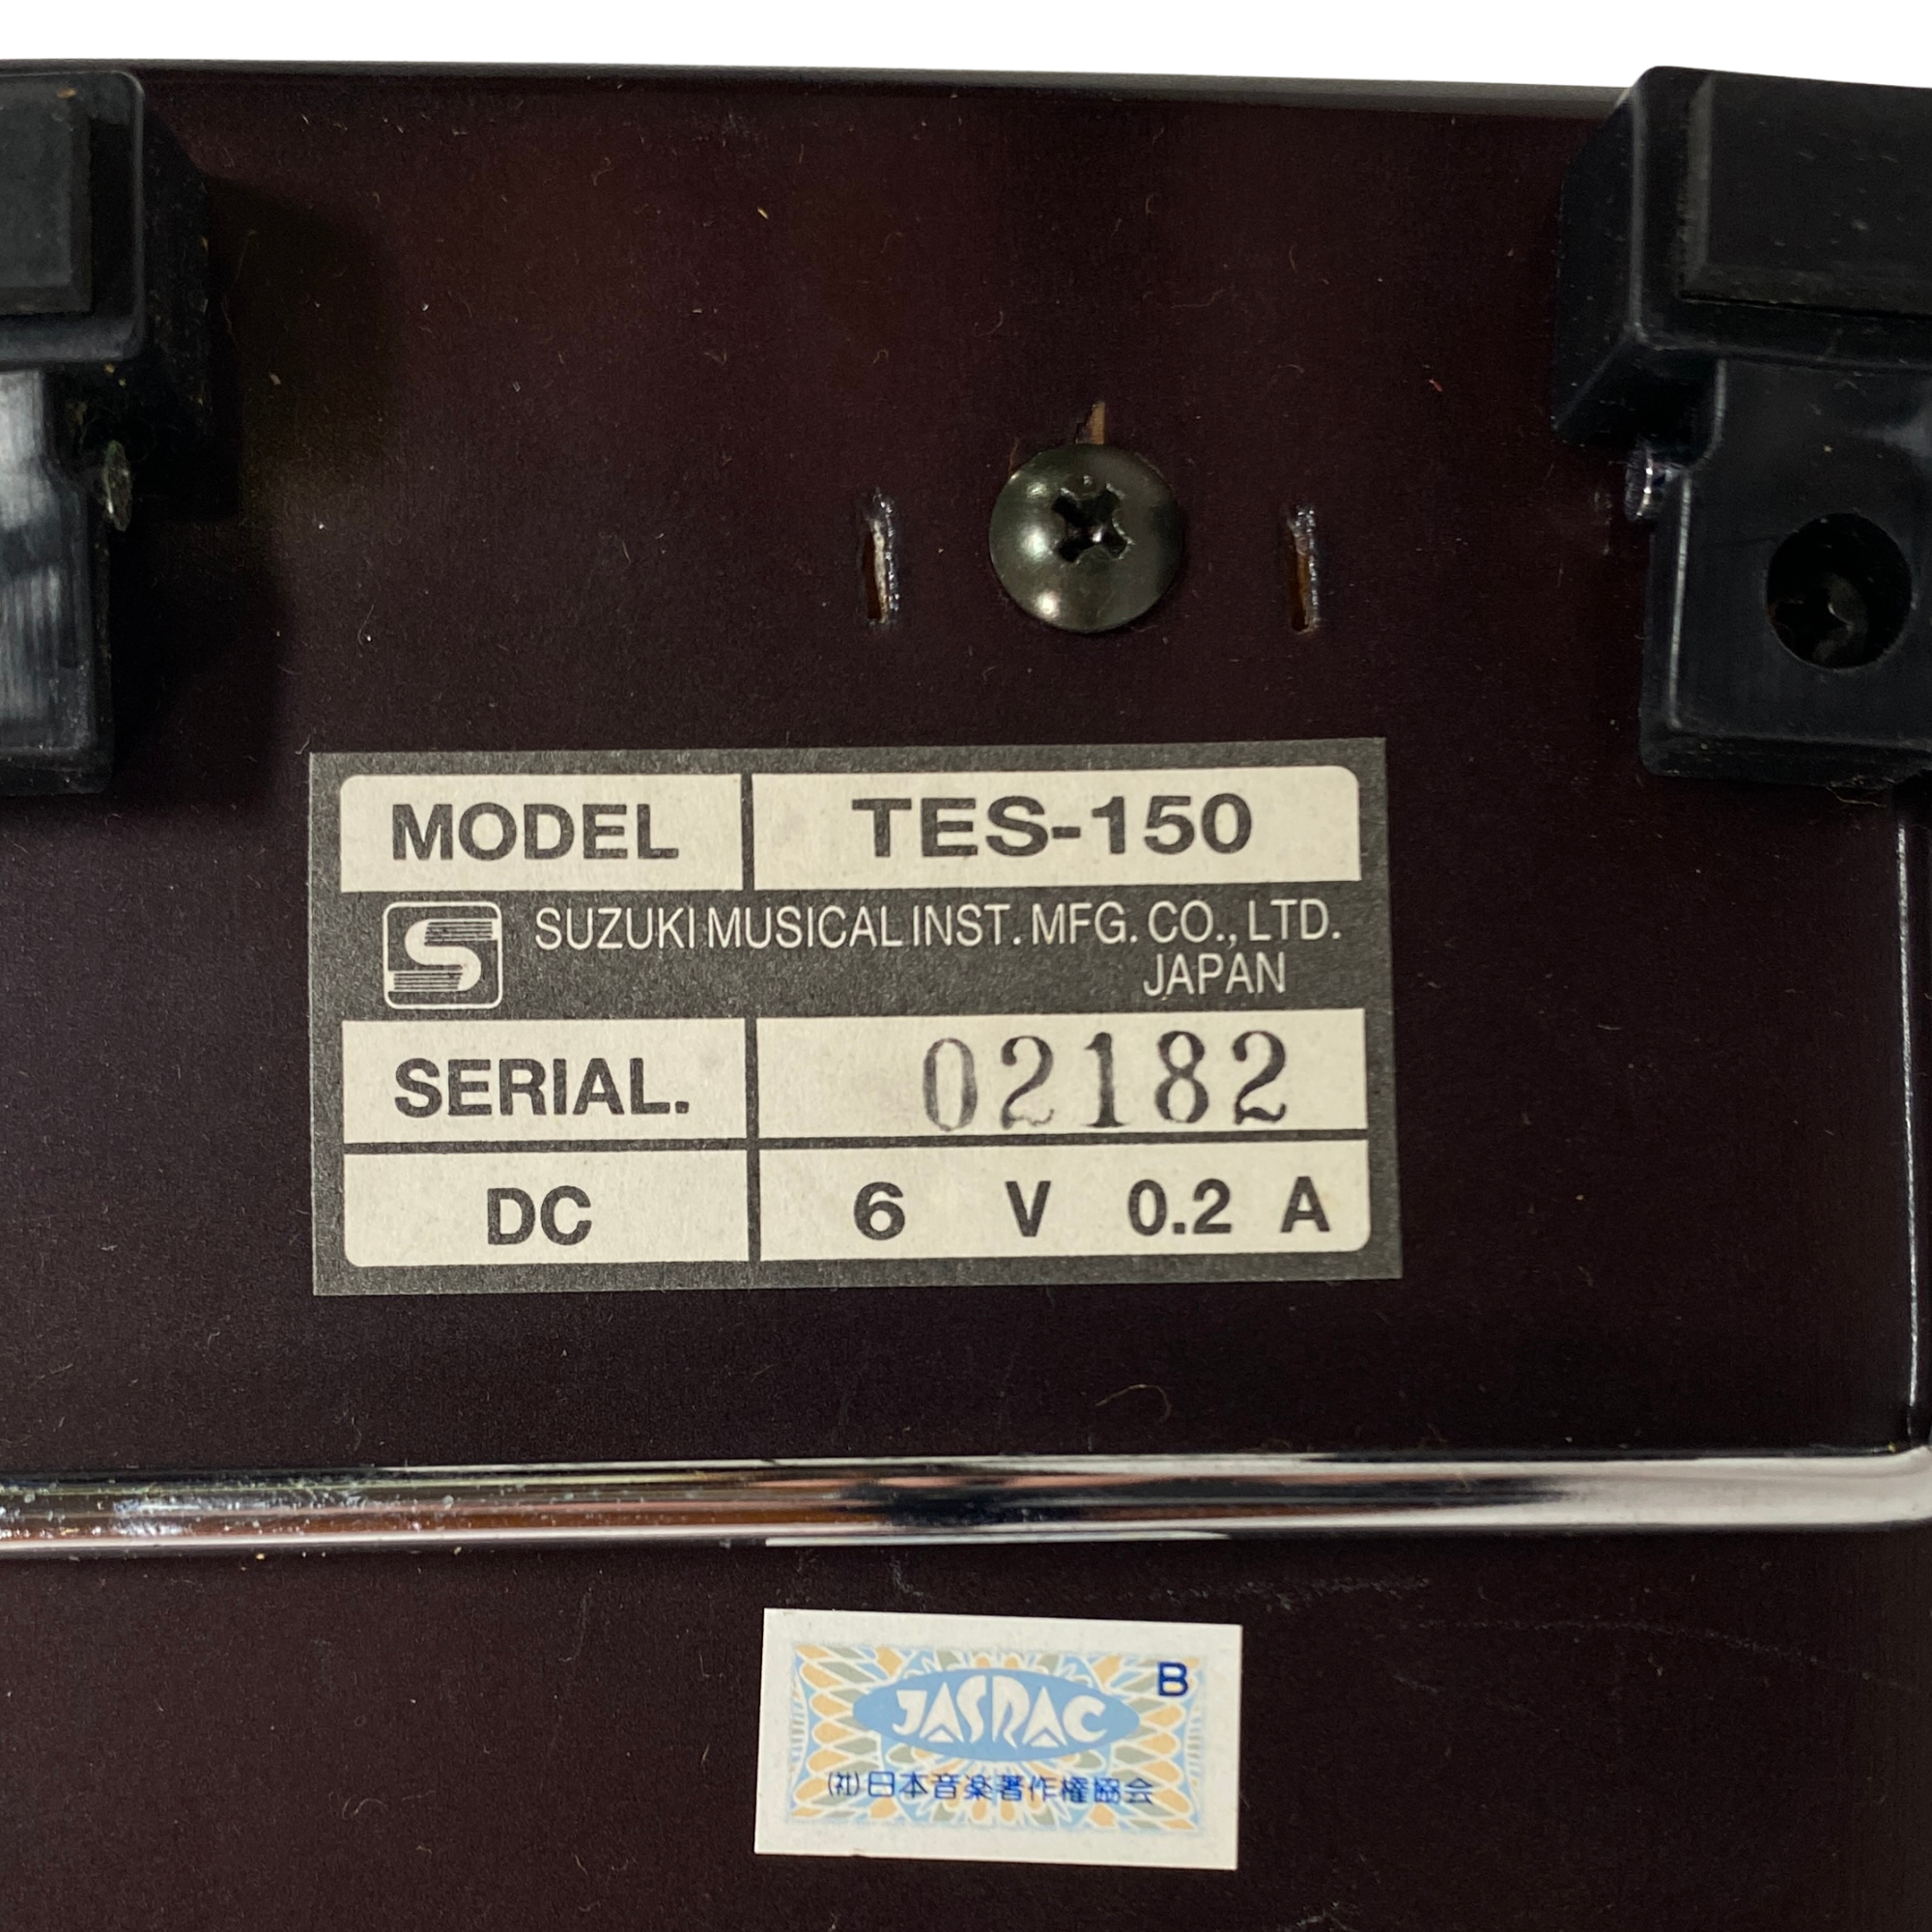 MODEL TES-150
S SUZUKI MUSICAL INST. MFG. CO., LTD.
JAPAN
SERIAL. 02182
DC 6 V 0.2 A
B
JASRAC
(社)日本音楽著作権協会